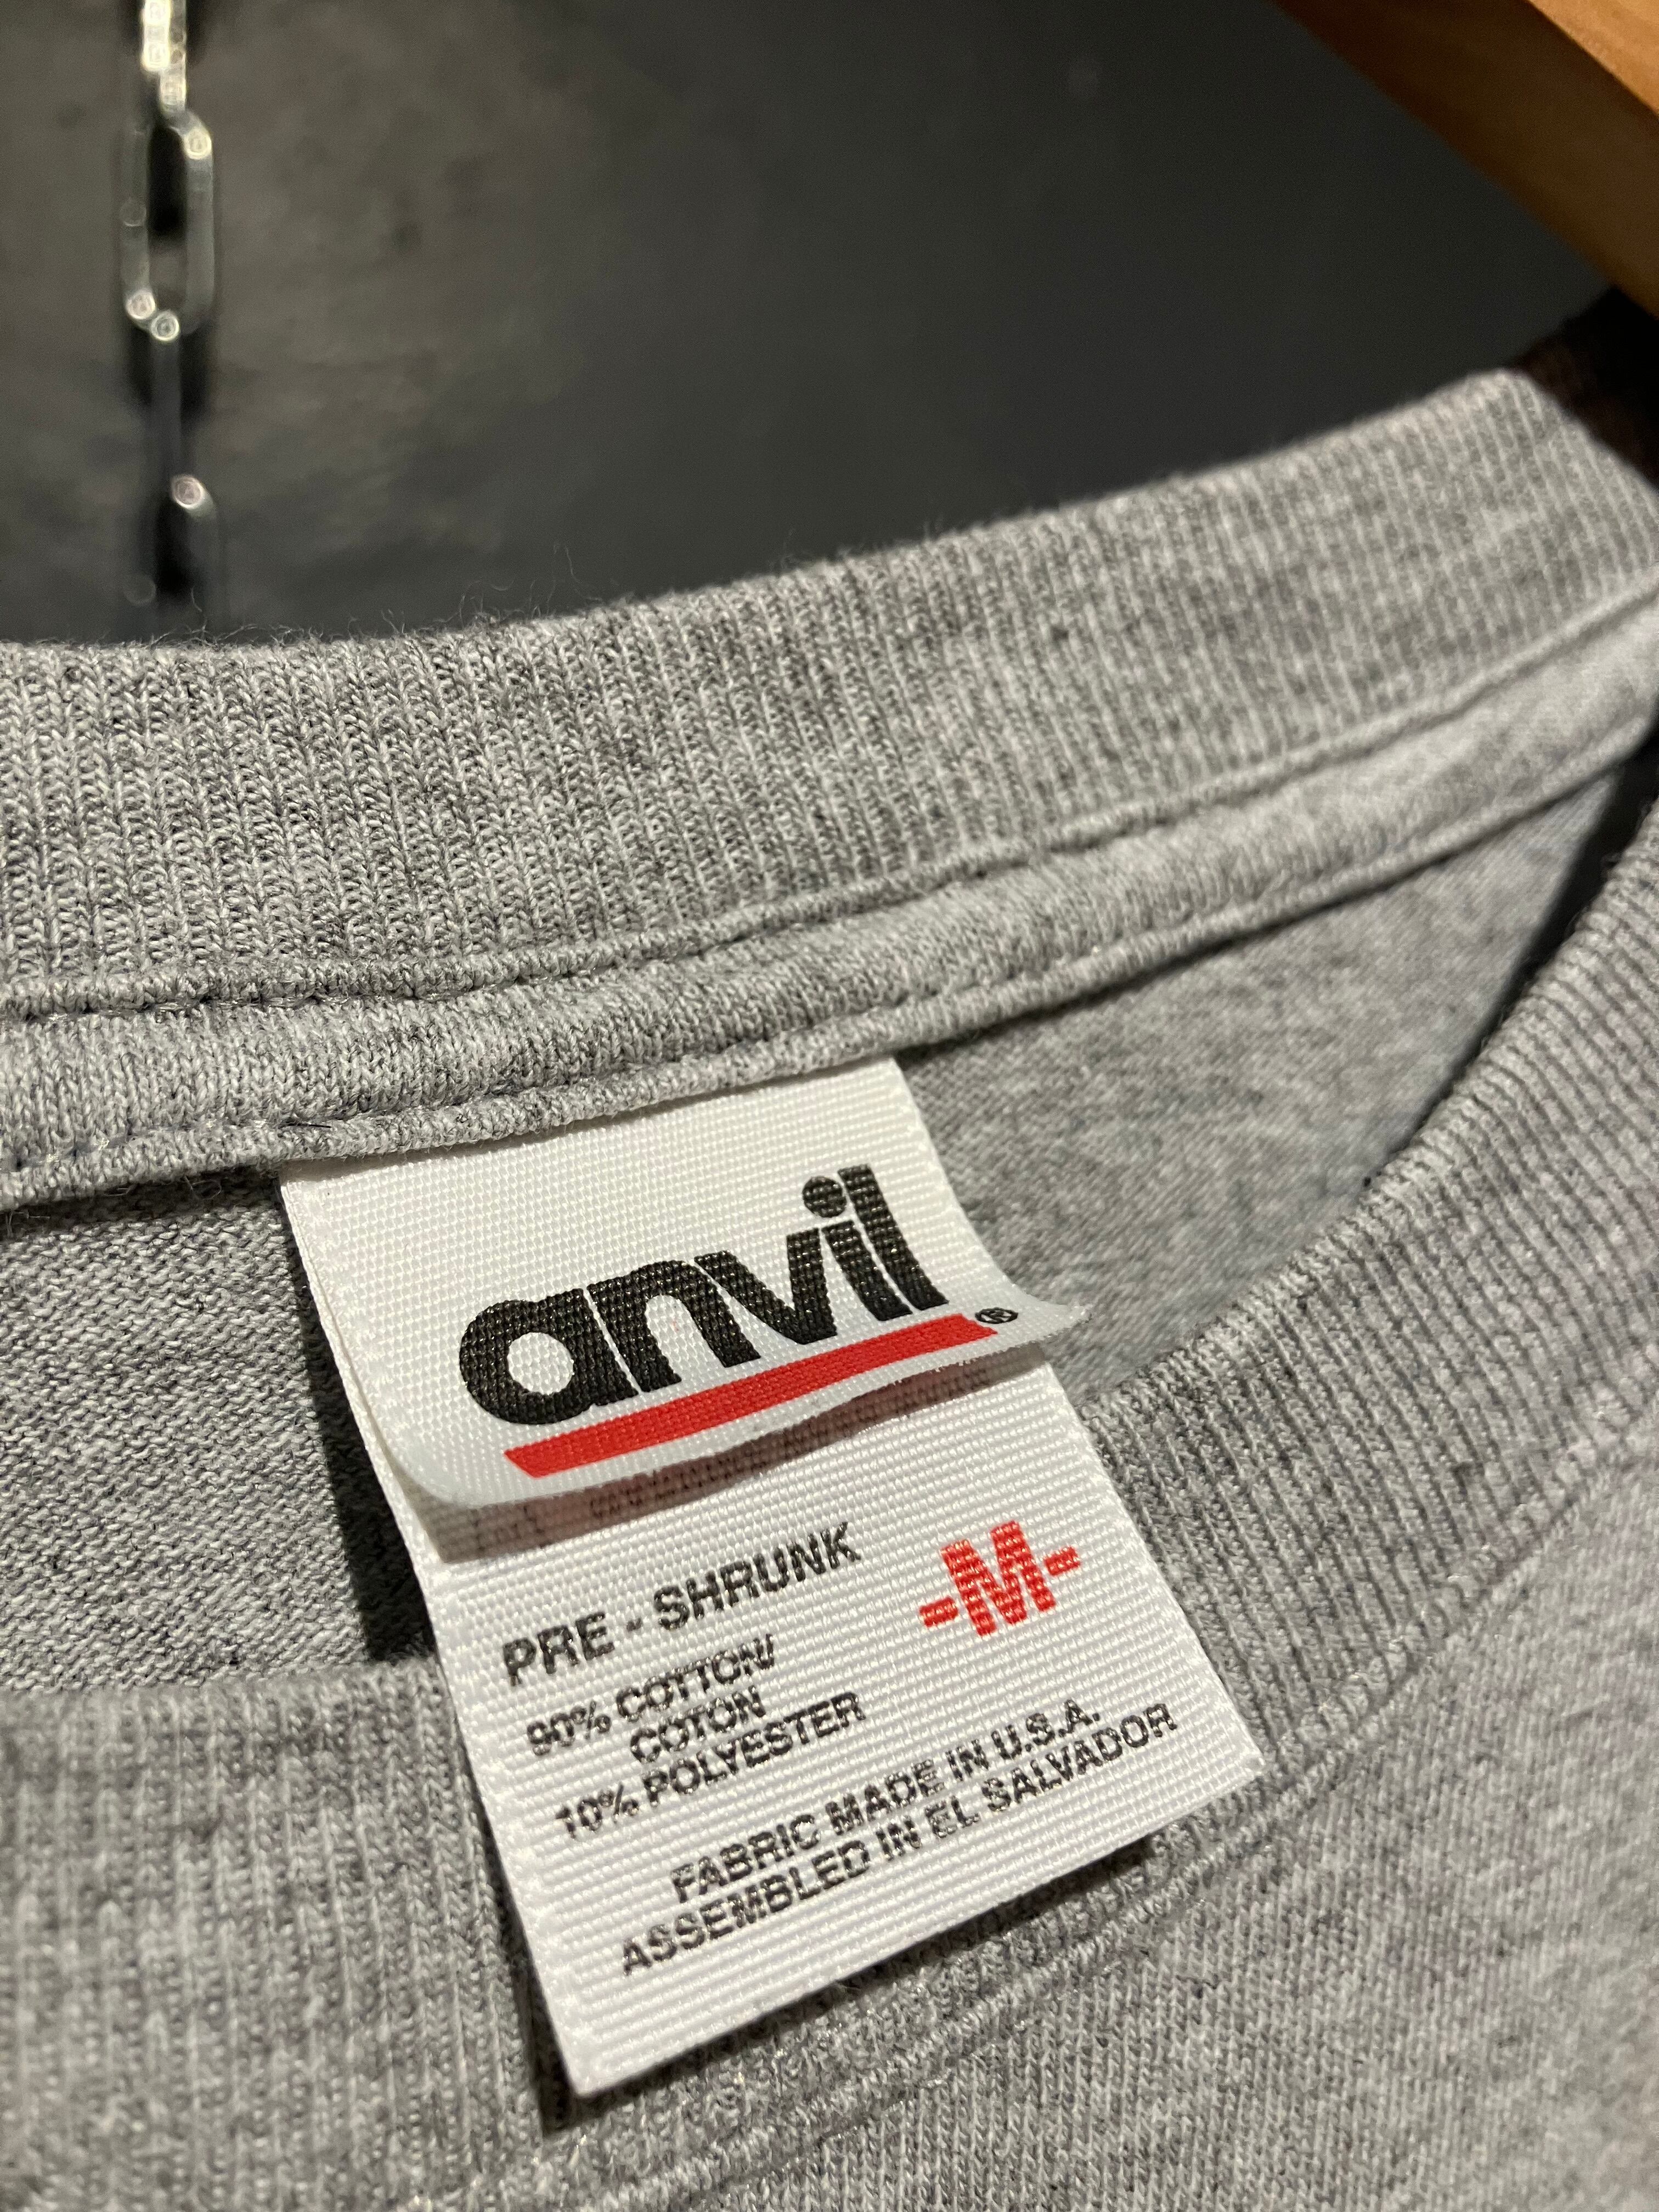 anvil®
PRE - SHRUNK
-M-
90% COTTON/
COTON
10% POLYESTER
FABRIC MADE IN U.S.A.
ASSEMBLED IN EL SALVADOR